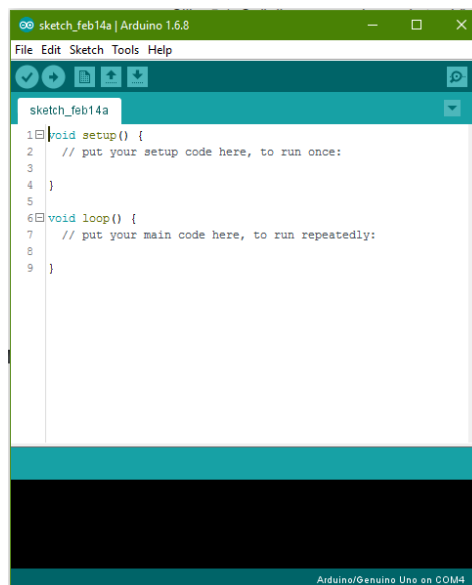 sketch_feb14a | Arduino 1.6.8
File Edit Sketch Tools Help
sketch_feb14a
1 void setup() {
2 // put your setup code here, to run once:
3
4 }
5
6 void loop() {
7 // put your main code here, to run repeatedly:
8
9 }
Arduino/Genuino Uno on COM4